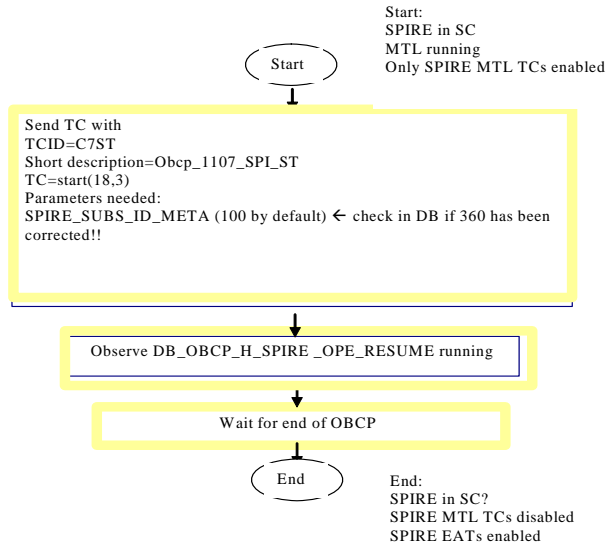 Start:
SPIRE in SC
MTL running
Only SPIRE MTL TCs enabled
Start
Send TC with
TCID=C7ST
Short description=Obcp_1107_SPI_ST
TC=start(18,3)
Parameters needed:
SPIRE_SUBS_ID_META (100 by default) ← check in DB if 360 has been
corrected!!
Observe DB_OBCP_H_SPIRE _OPE_RESUME running
Wait for end of OBCP
End
End:
SPIRE in SC?
SPIRE MTL TCs disabled
SPIRE EATs enabled